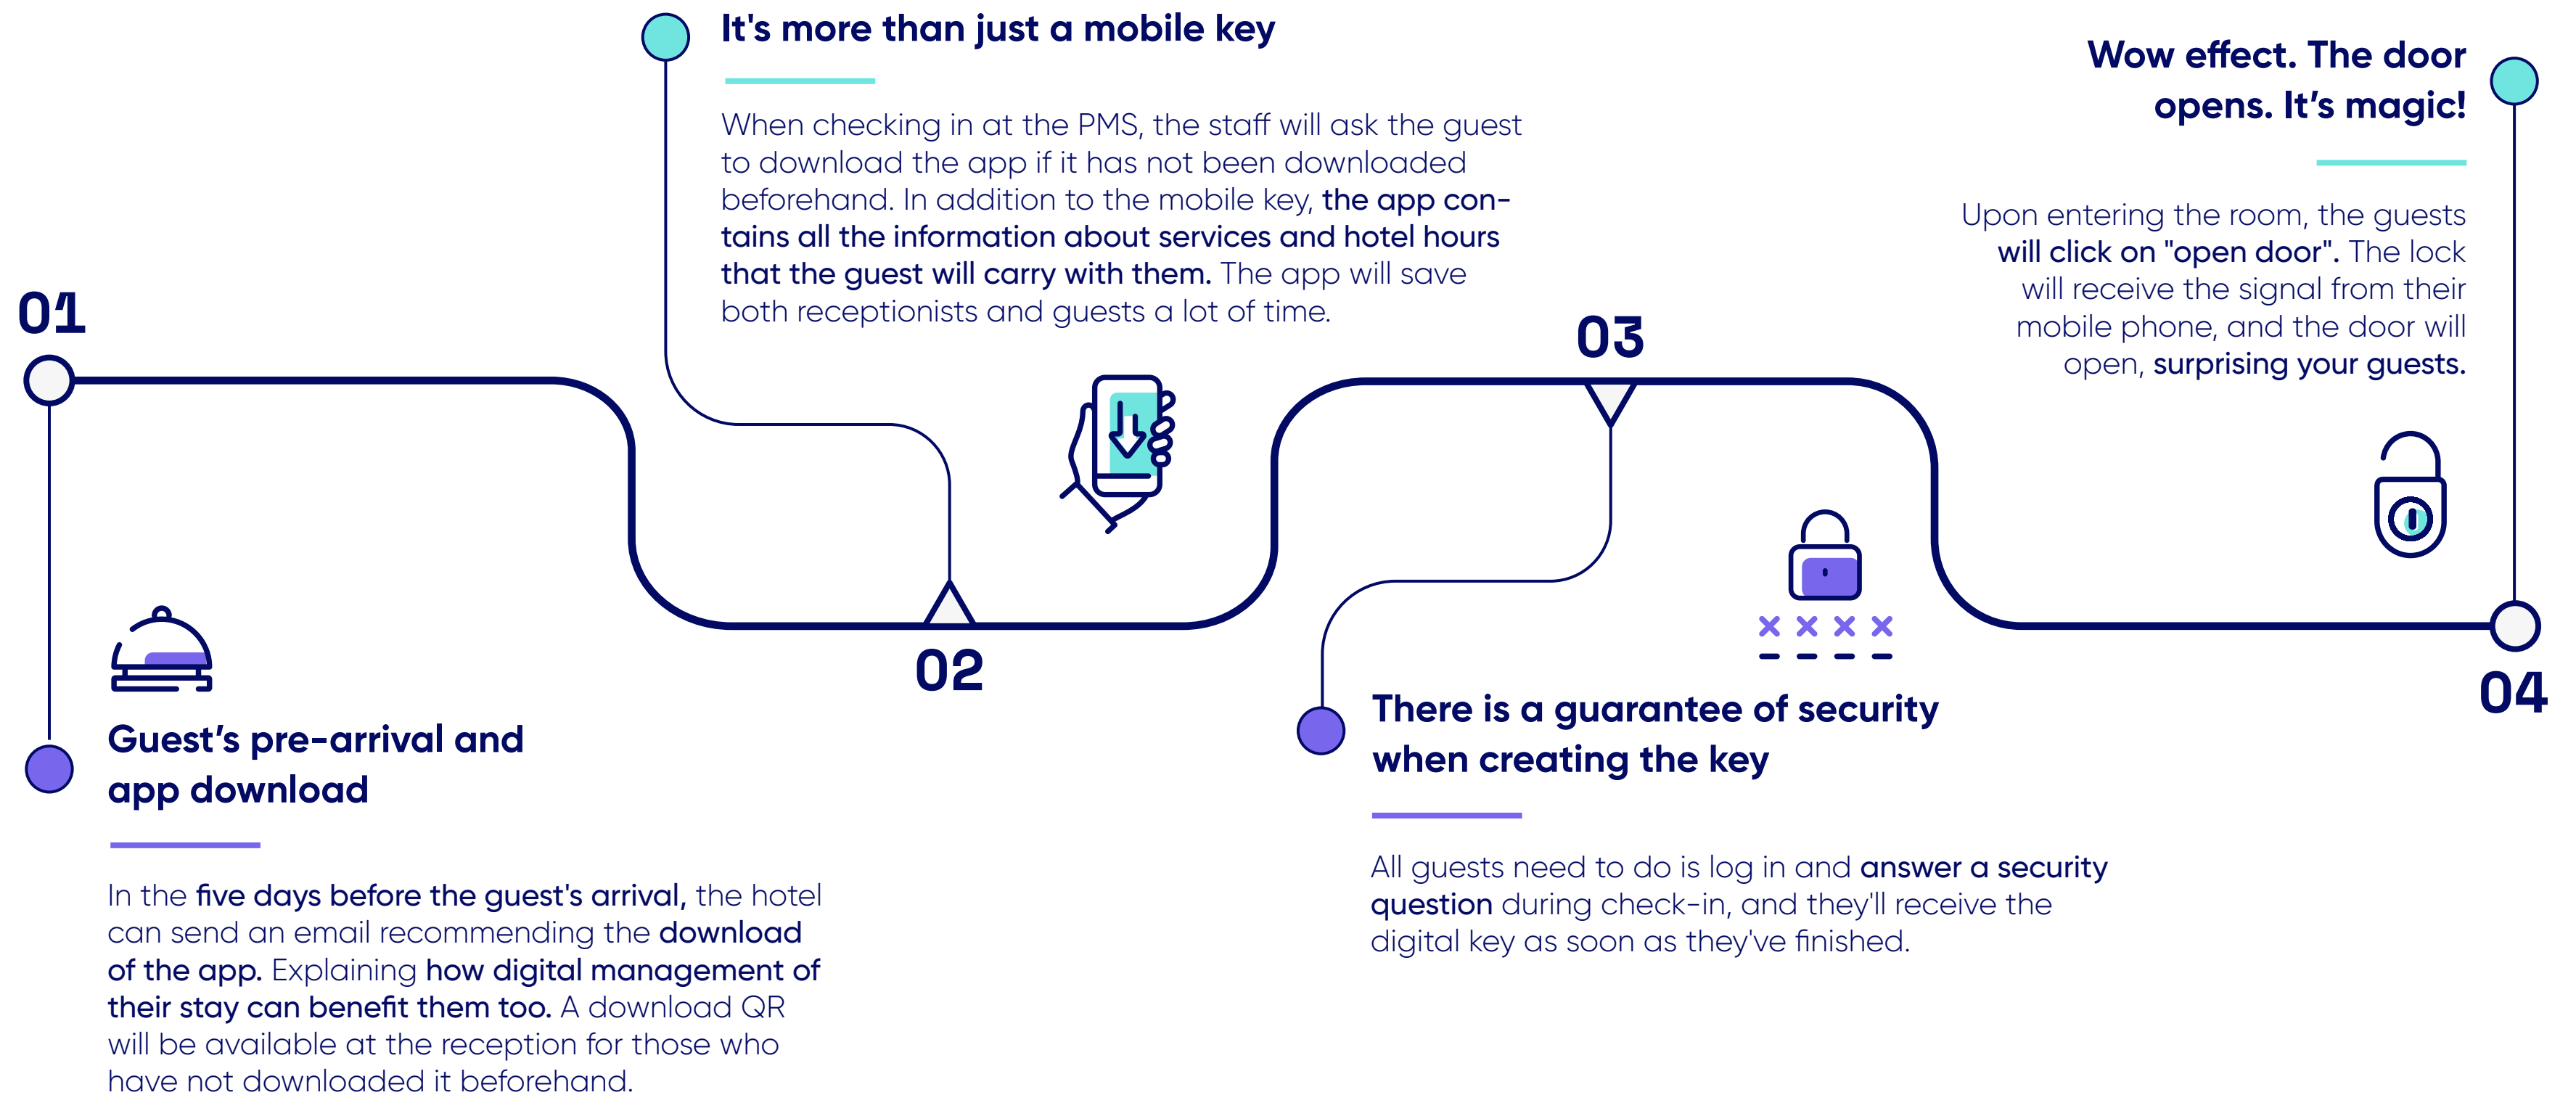 01
Guest’s pre-arrival and
app download
In the five days before the guest's arrival, the hotel
can send an email recommending the download
of the app. Explaining how digital management of
their stay can benefit them too. A download QR
will be available at the reception for those who
have not downloaded it beforehand.
It's more than just a mobile key
When checking in at the PMS, the staff will ask the guest
to download the app if it has not been downloaded
beforehand. In addition to the mobile key, the app con-
tains all the information about services and hotel hours
that the guest will carry with them. The app will save
both receptionists and guests a lot of time.
02
03
There is a guarantee of security
when creating the key
All guests need to do is log in and answer a security
question during check-in, and they'll receive the
digital key as soon as they've finished.
Wow effect. The door
opens. It’s magic!
Upon entering the room, the guests
will click on "open door". The lock
will receive the signal from their
mobile phone, and the door will
open, surprising your guests.
04